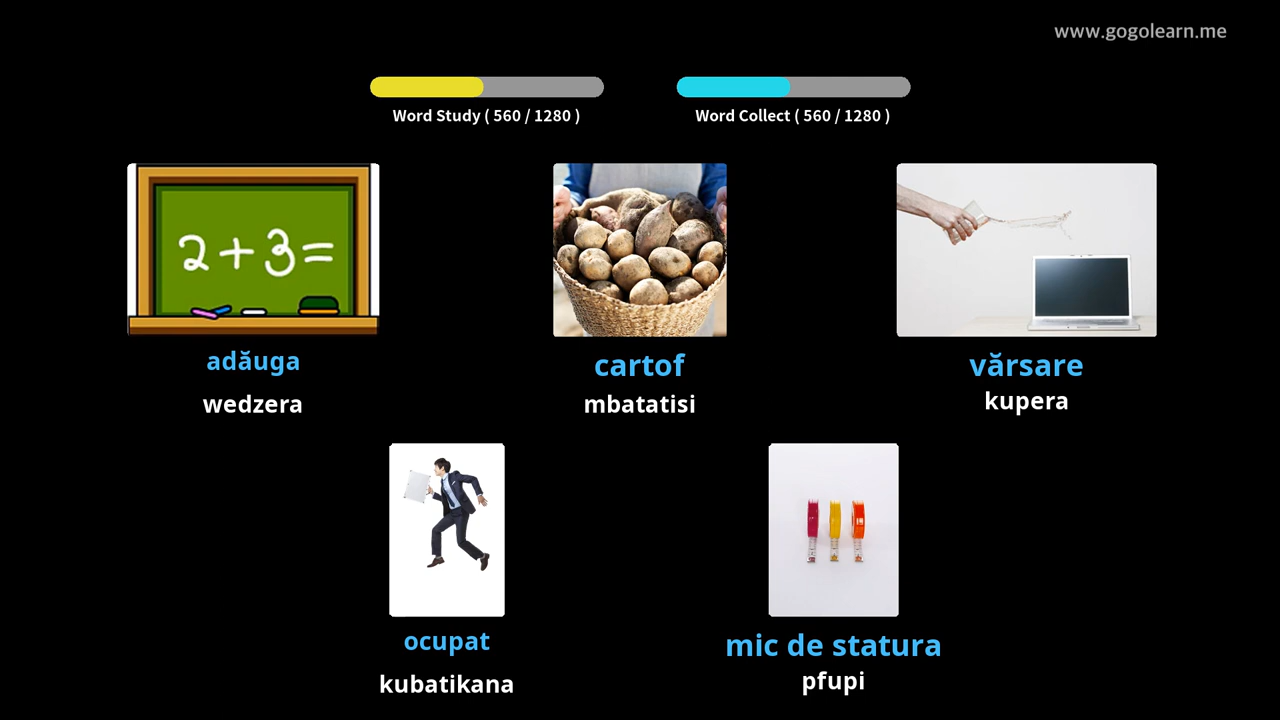 www.gogolearn.me
Word Study ( 560 / 1280 )
Word Collect ( 560 / 1280 )
2+3=
adăuga
cartof
vărsare
wedzera
mbatatisi
kupera
ocupat
mic de statura
kubatikana
pfupi